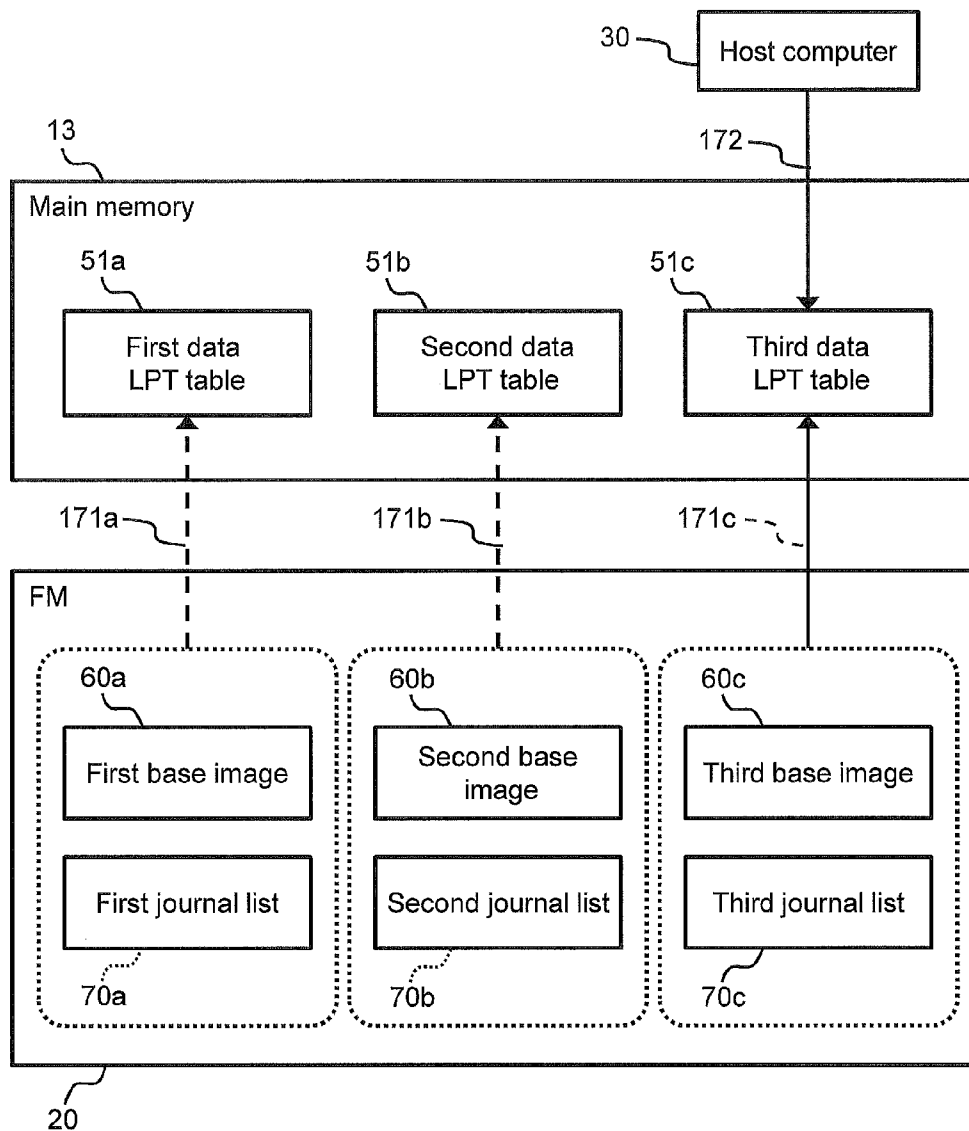 30
Host computer
13
172
Main memory
51a
51b
51c
First data
LPT table
Second data
LPT table
Third data
LPT table
171a
171b
171c
FM
60a
60b
60c
First base image
Second base
image
Third base image
First journal list
Second journal list
Third journal list
70a
70b
70c
20